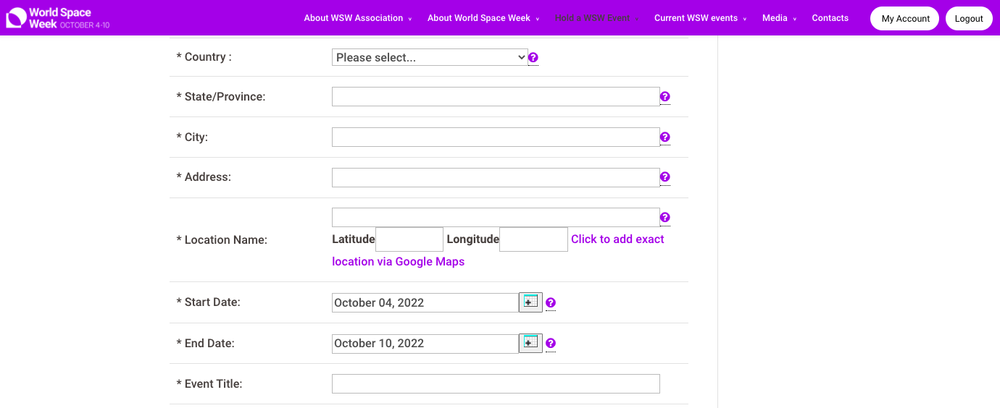 World Space
Week OCTOBER 4-10
About WSW Association
About World Space Week
Hold a WSW Event
Current WSW events
Media
Contacts
My Account
Logout
* Country :
Please select...
?
* State/Province:
?
* City:
?
* Address:
?
* Location Name:
?
Latitude Longitude Click to add exact
location via Google Maps
* Start Date:
October 04, 2022
?
* End Date:
October 10, 2022
?
* Event Title: